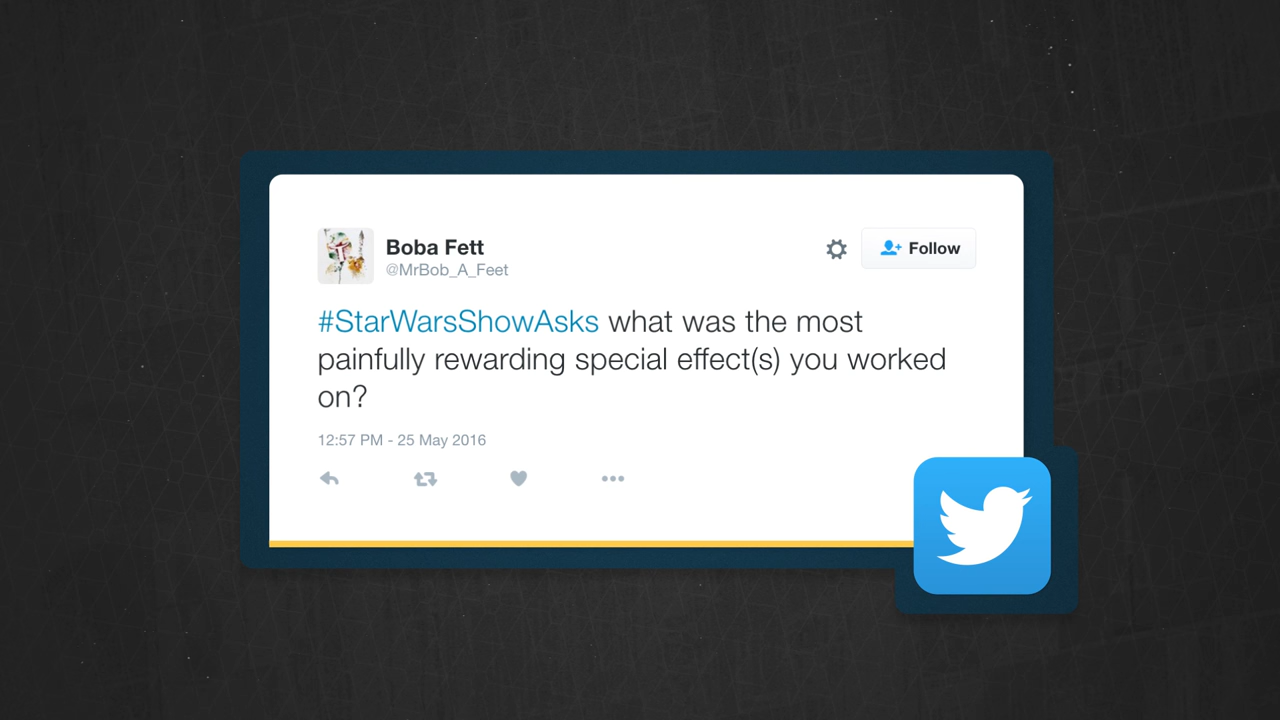 Boba Fett
@MrBob_A_Feet
Follow
#StarWarsShowAsks what was the most
painfully rewarding special effect(s) you worked
on?
12:57 PM - 25 May 2016